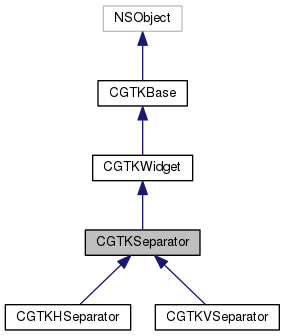 NSObject
CGTKBase
CGTKWidget
CGTKSeparator
CGTKHSeparator
CGTKVSeparator